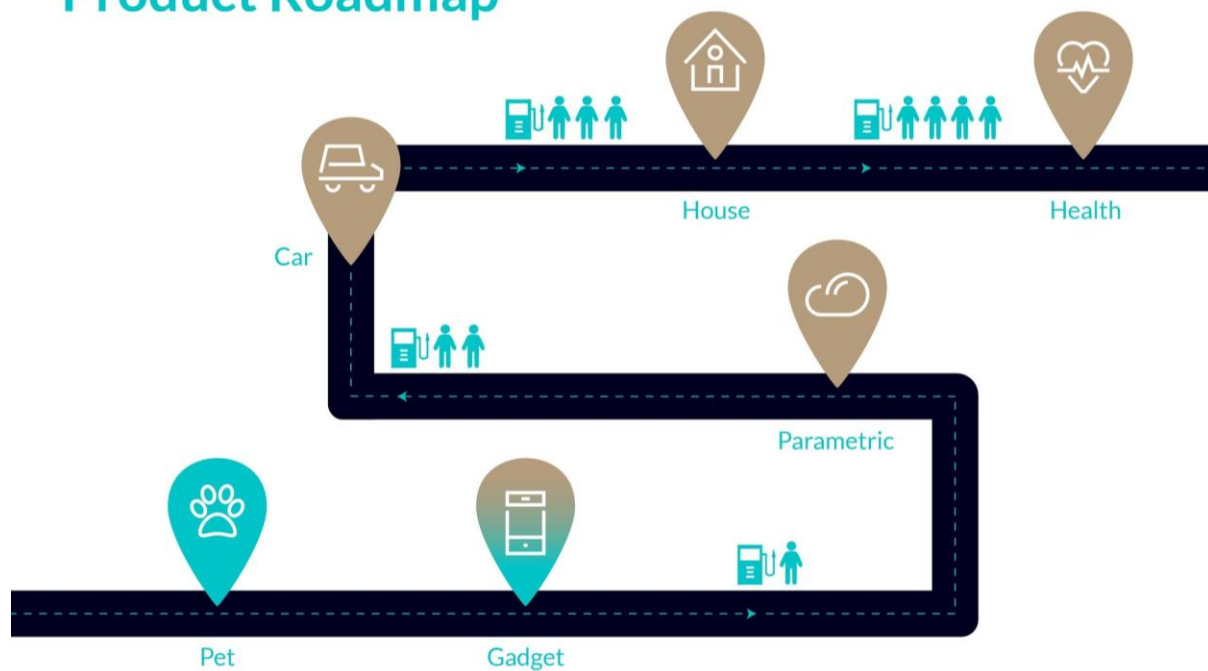 Product Roadmap
House
Health
Car
Parametric
Pet
Gadget